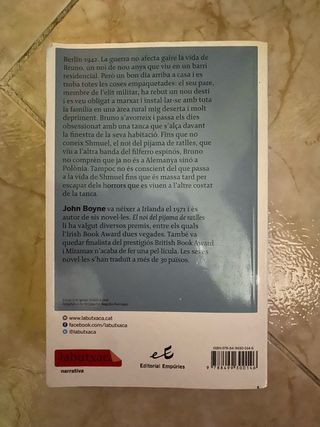 Berlín 1942. La guerra no afecta gaire la vida de
Bruno, un noi de nou anys que viu en un barri
residencial. Però un bon dia arriba a casa i es
troba totes les coses empaquetades: el seu pare,
membre de l'elit militar, ha rebut un nou destí
i es veu obligat a marxar i instal·lar-se amb tota
la família en una àrea rural mig deserta i molt
depriment. Bruno s'avorreix i passa els dies
obsessionat amb una tanca que s'alça davant
la finestra de la seva habitació. Fins que no
coneix Shmuel, el noi del pijama de ratlles, que
viu a l'altra banda del filferro espinós, Bruno
no comprèn que ja no és a Alemanya sinó a
Polònia. Tampoc no és conscient del que passa
a la vida de Shmuel fins que és massa tard per
escapar dels horrors que es viuen a l'altre costat
de la tanca.
John Boyne va néixer a Irlanda el 1971 i és
autor de sis novel·les. El noi del pijama de ratlles
li ha valgut diversos premis, entre els quals
l'Irish Book Award dues vegades. També va
quedar finalista del prestigiós British Book Award
i Miramax n'acaba de fer una pel·lícula. Les seves
novel·les s'han traduït a més de 30 països.
www.labutxaca.cat
facebook.com/labutxaca
@labutxaca
labutxaca
narrativa
Editorial Empúries
9 788499 300146